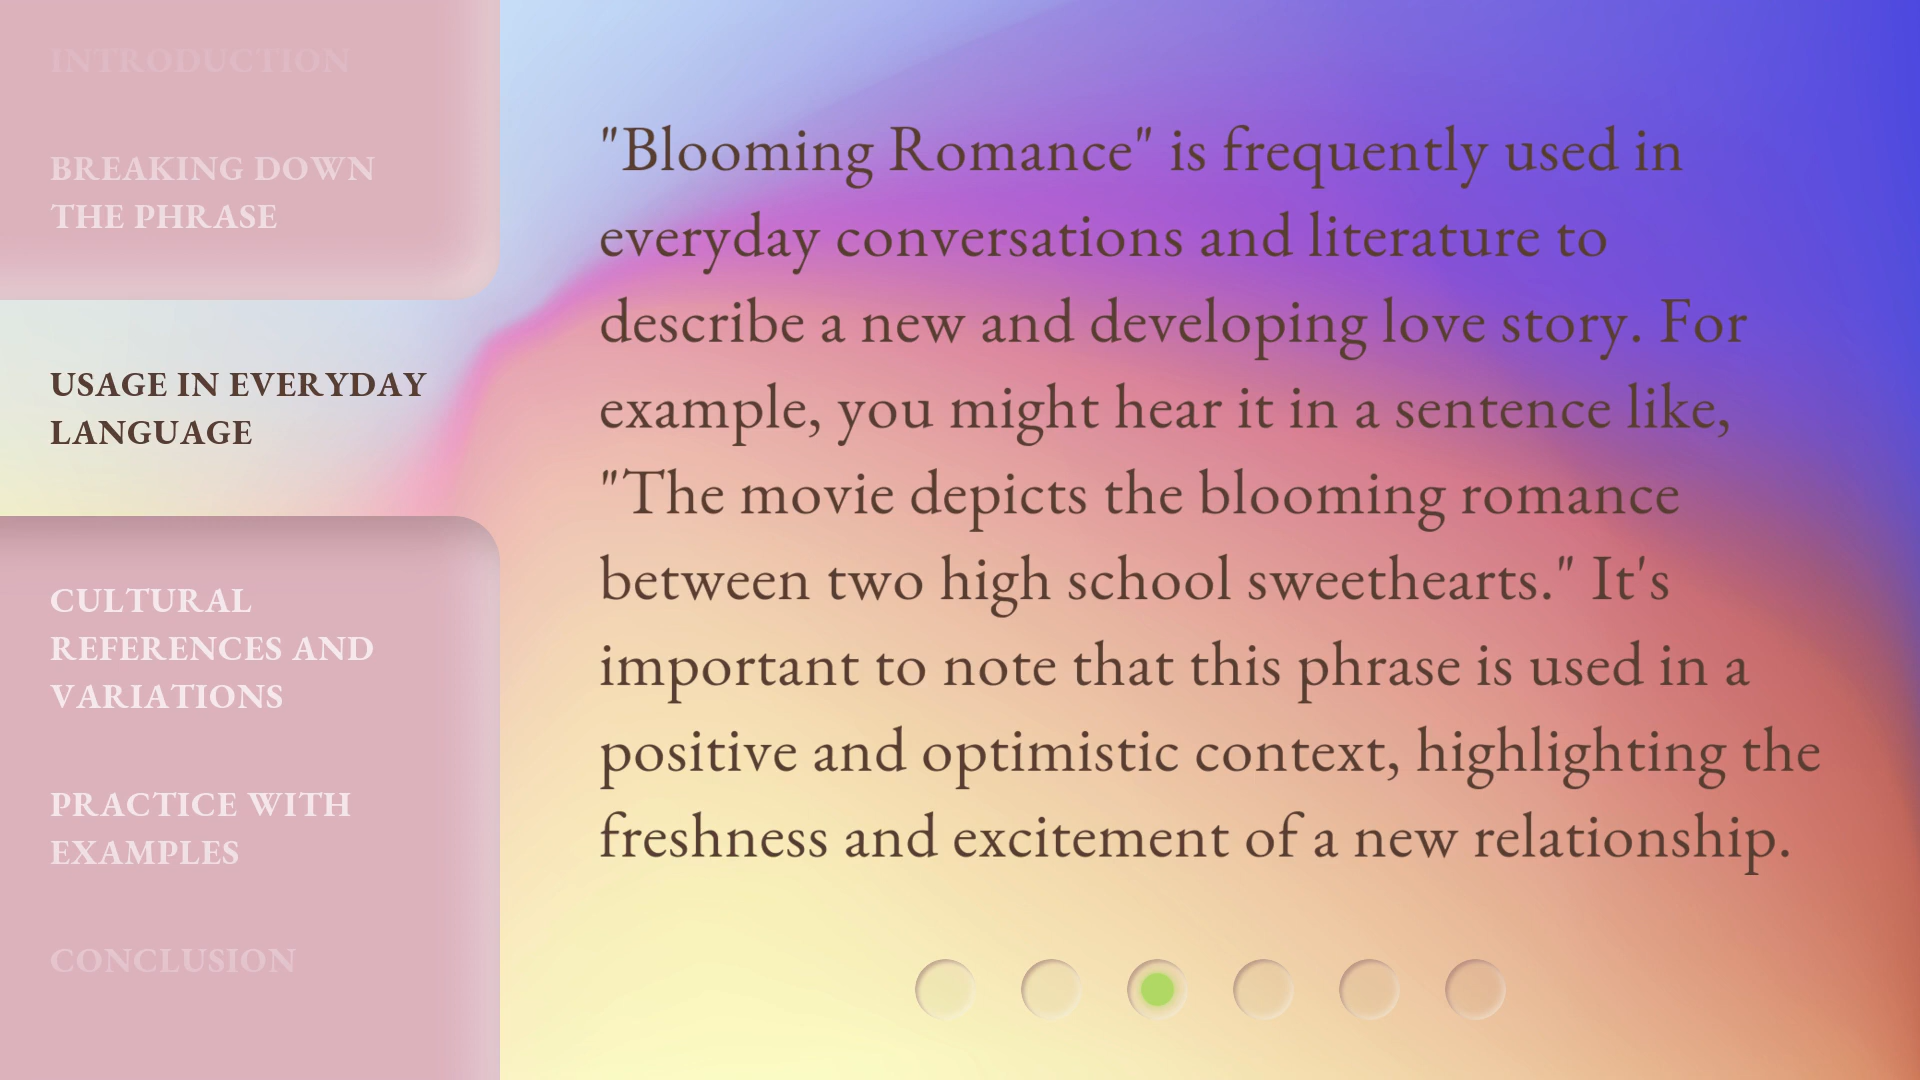 INTRODUCTION
BREAKING DOWN
THE PHRASE
USAGE IN EVERYDAY
LANGUAGE
CULTURAL
REFERENCES AND
VARIATIONS
PRACTICE WITH
EXAMPLES
CONCLUSION
"Blooming Romance" is frequently used in
everyday conversations and literature to
describe a new and developing love story. For
example, you might hear it in a sentence like,
"The movie depicts the blooming romance
between two high school sweethearts." It's
important to note that this phrase is used in a
positive and optimistic context, highlighting the
freshness and excitement of a new relationship.